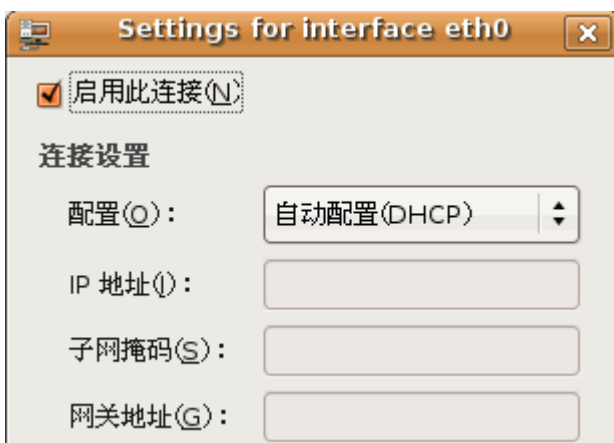 Settings for interface eth0
启用此连接(N)
连接设置
配置(O)：
自动配置(DHCP)
IP 地址(I)：
子网掩码(S)：
网关地址(G)：